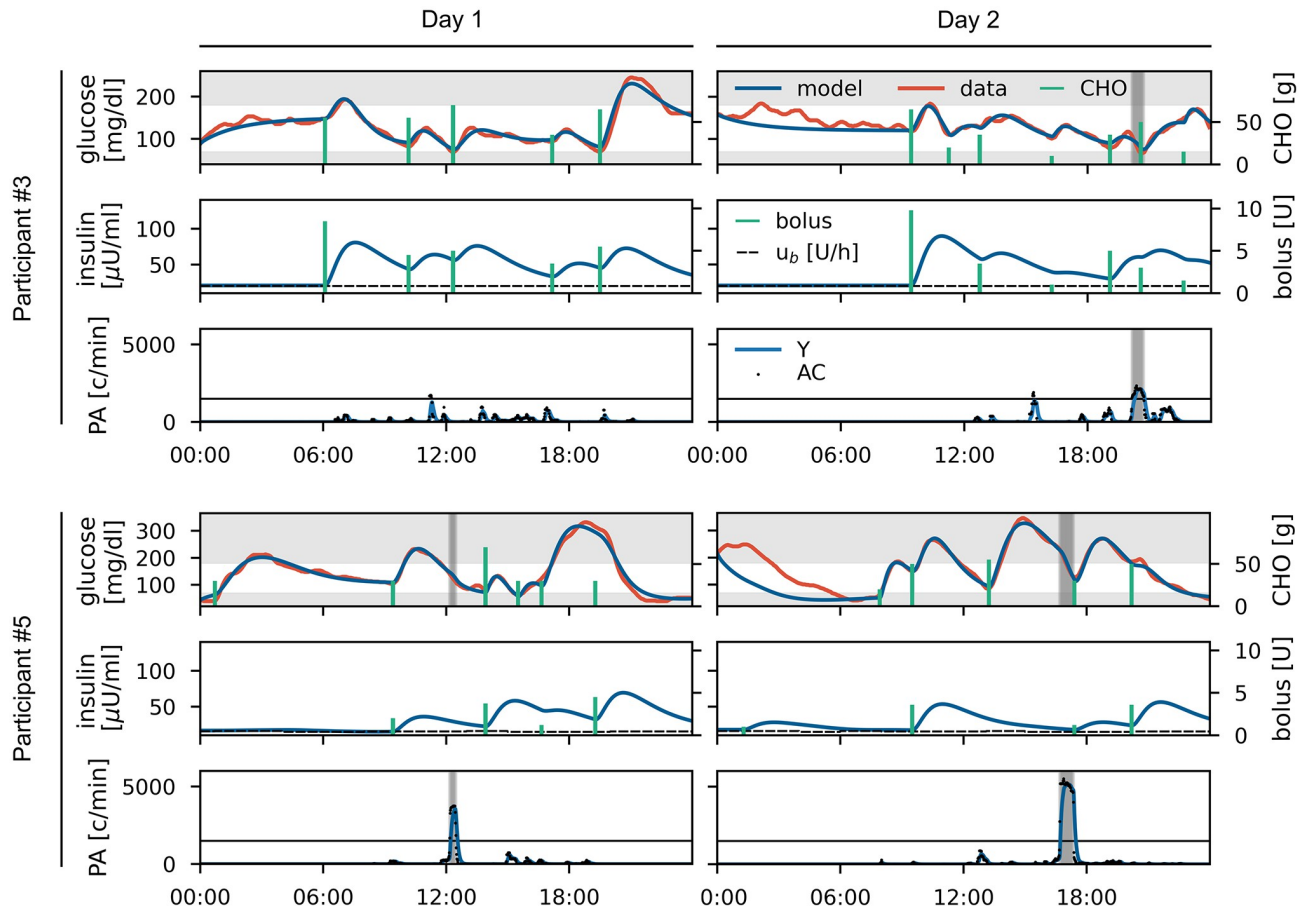 Day 1
Day 2
Participant #3
glucose
[mg/dl]
200
100
model
data
CHO
50
0
CHO [g]
insulin
[μU/ml]
100
50
bolus
u_b [U/h]
10
5
0
bolus [U]
PA [c/min]
5000
0
Y
AC
00:00
06:00
12:00
18:00
00:00
06:00
12:00
18:00
Participant #5
glucose
[mg/dl]
300
200
100
50
0
CHO [g]
insulin
[μU/ml]
100
50
10
5
0
bolus [U]
PA [c/min]
5000
0
00:00
06:00
12:00
18:00
00:00
06:00
12:00
18:00